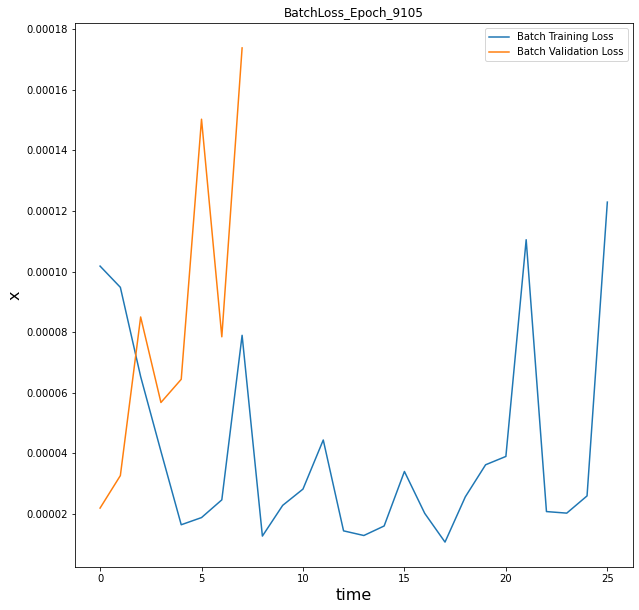 BatchLoss_Epoch_9105
Batch Training Loss
Batch Validation Loss
0.00018
0.00016
0.00014
0.00012
0.00010
0.00008
0.00006
0.00004
0.00002
x
0 5 10 15 20 25
time